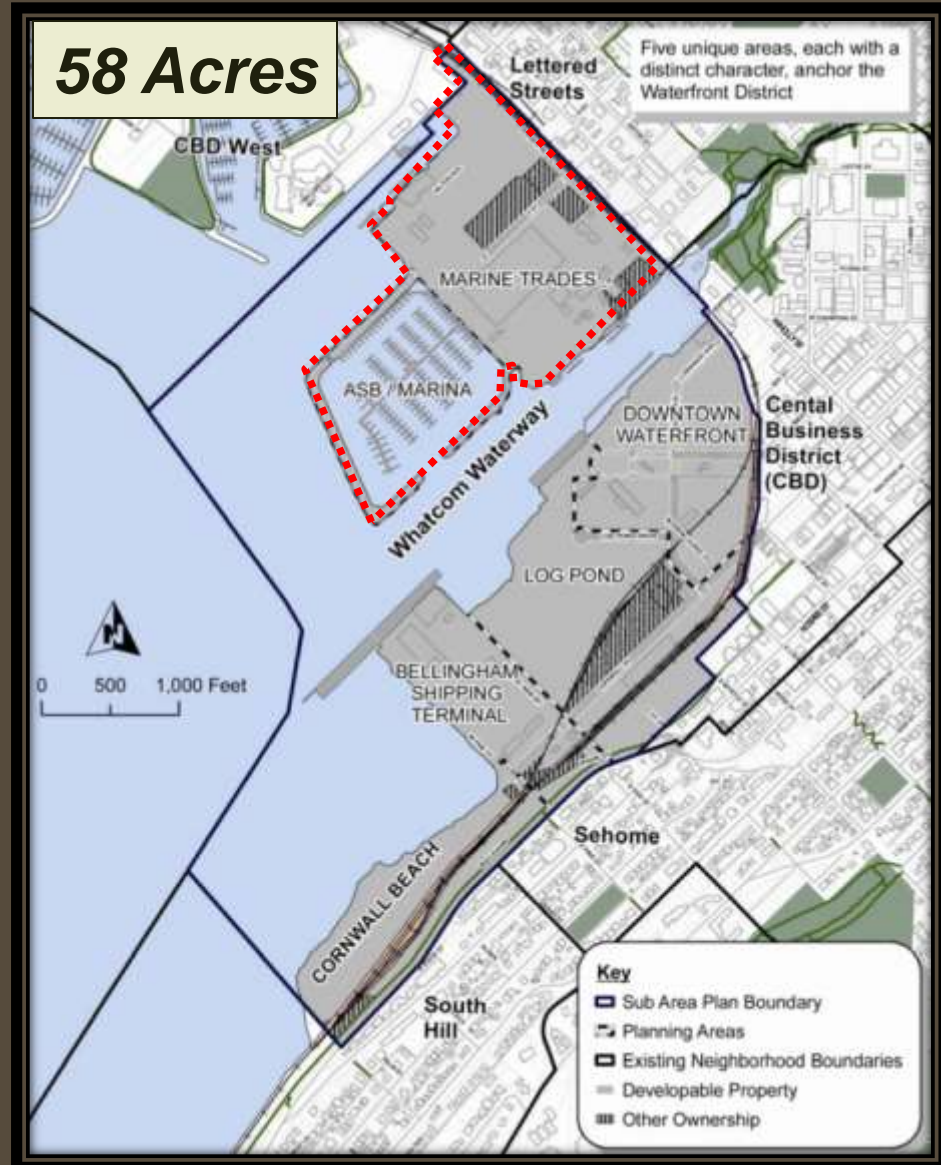 58 Acres
Five unique areas, each with a
distinct character, anchor the
Waterfront District
Lettered
Streets
CBD West
MARINE TRADES
ASB / MARINA
Whatcom Waterway
DOWNTOWN
WATERFRONT
Cental
Business
District
(CBD)
LOG POND
N
0 500 1,000 Feet
BELLINGHAM
SHIPPING
TERMINAL
Sehome
CORNWALL BEACH
South
Hill
Key
Sub Area Plan Boundary
Planning Areas
Existing Neighborhood Boundaries
Developable Property
Other Ownership